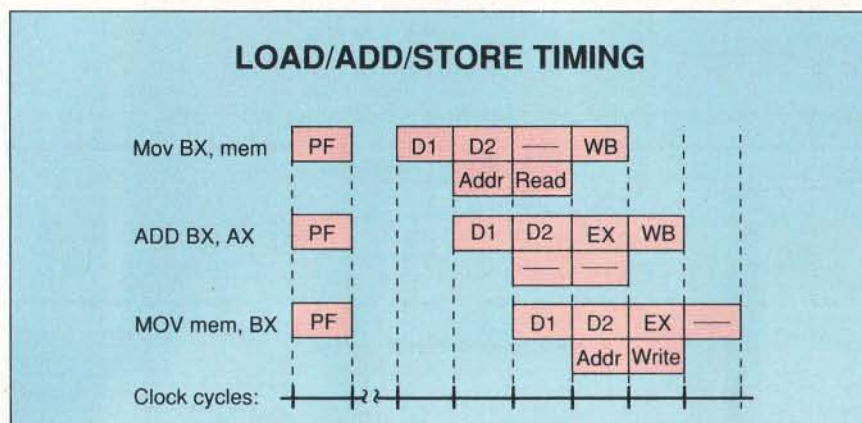 LOAD/ADD/STORE TIMING
Mov BX, mem PF D1 D2 — WB
Addr Read
ADD BX, AX PF D1 D2 EX WB
— —
MOV mem, BX PF D1 D2 EX —
Addr Write
Clock cycles: